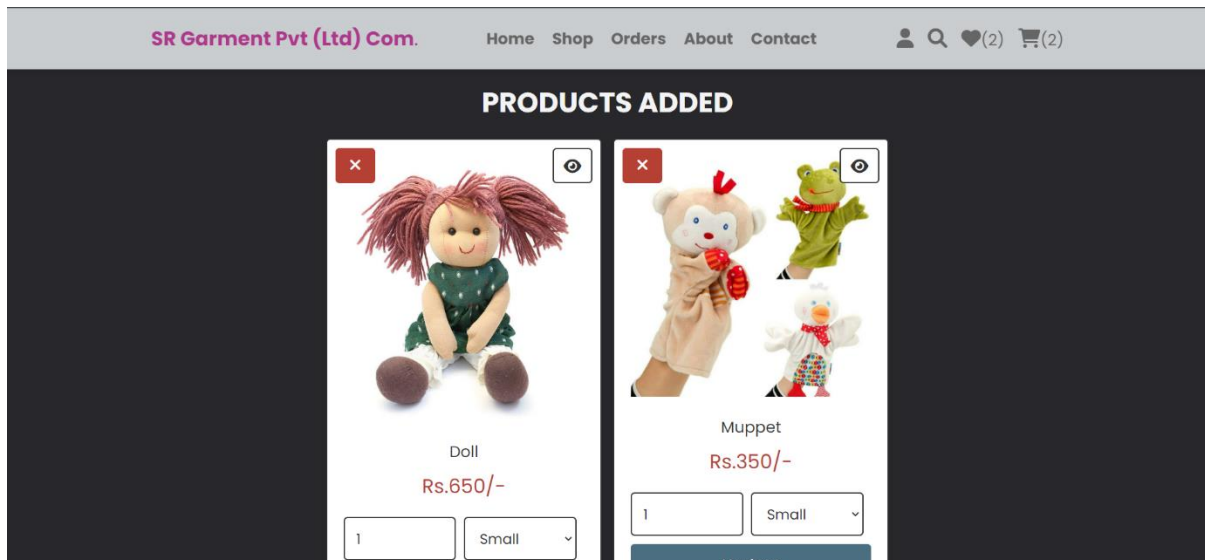 SR Garment Pvt (Ltd) Com. Home Shop Orders About Contact (2) (2)
PRODUCTS ADDED
Doll
Rs.650/-
1 Small
Muppet
Rs.350/-
1 Small